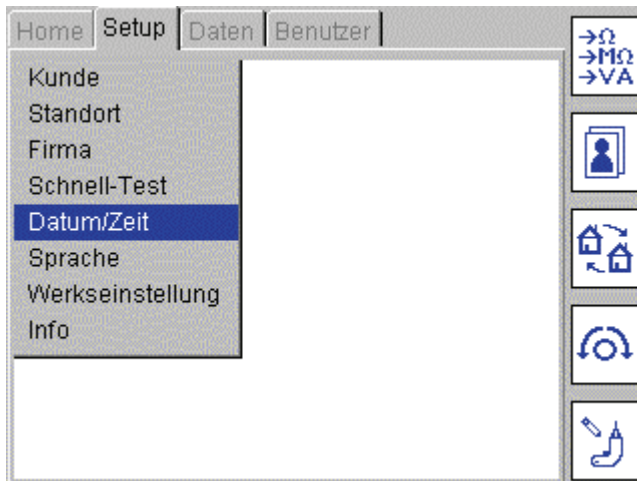 Home Setup Daten Benutzer
→Ω
→MΩ
→VA
Kunde
Standort
Firma
Schnell-Test
Datum/Zeit
Sprache
Werkseinstellung
Info